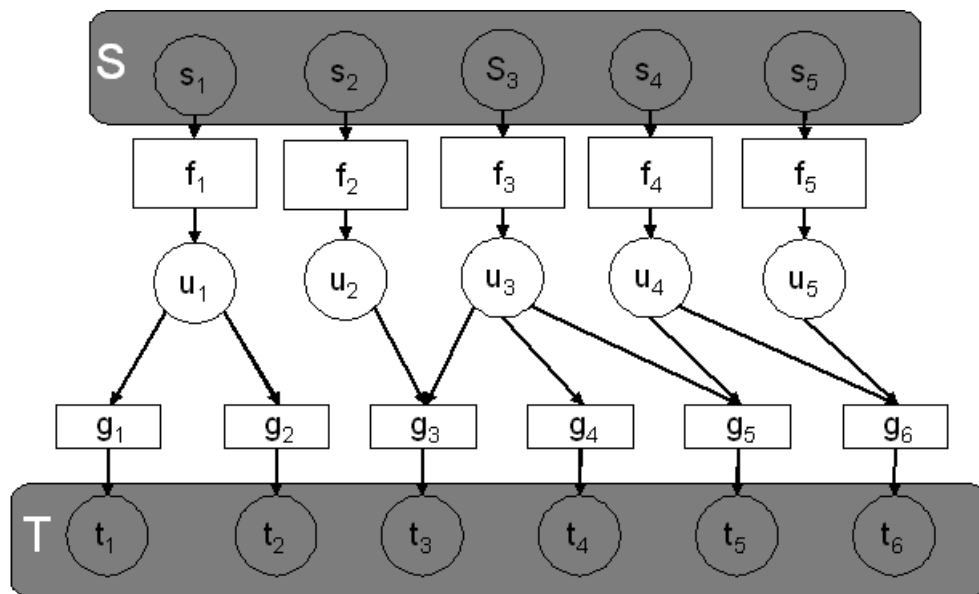 S
s₁ s₂ S₃ s₄ s₅
f₁ f₂ f₃ f₄ f₅
u₁ u₂ u₃ u₄ u₅
g₁ g₂ g₃ g₄ g₅ g₆
T
t₁ t₂ t₃ t₄ t₅ t₆